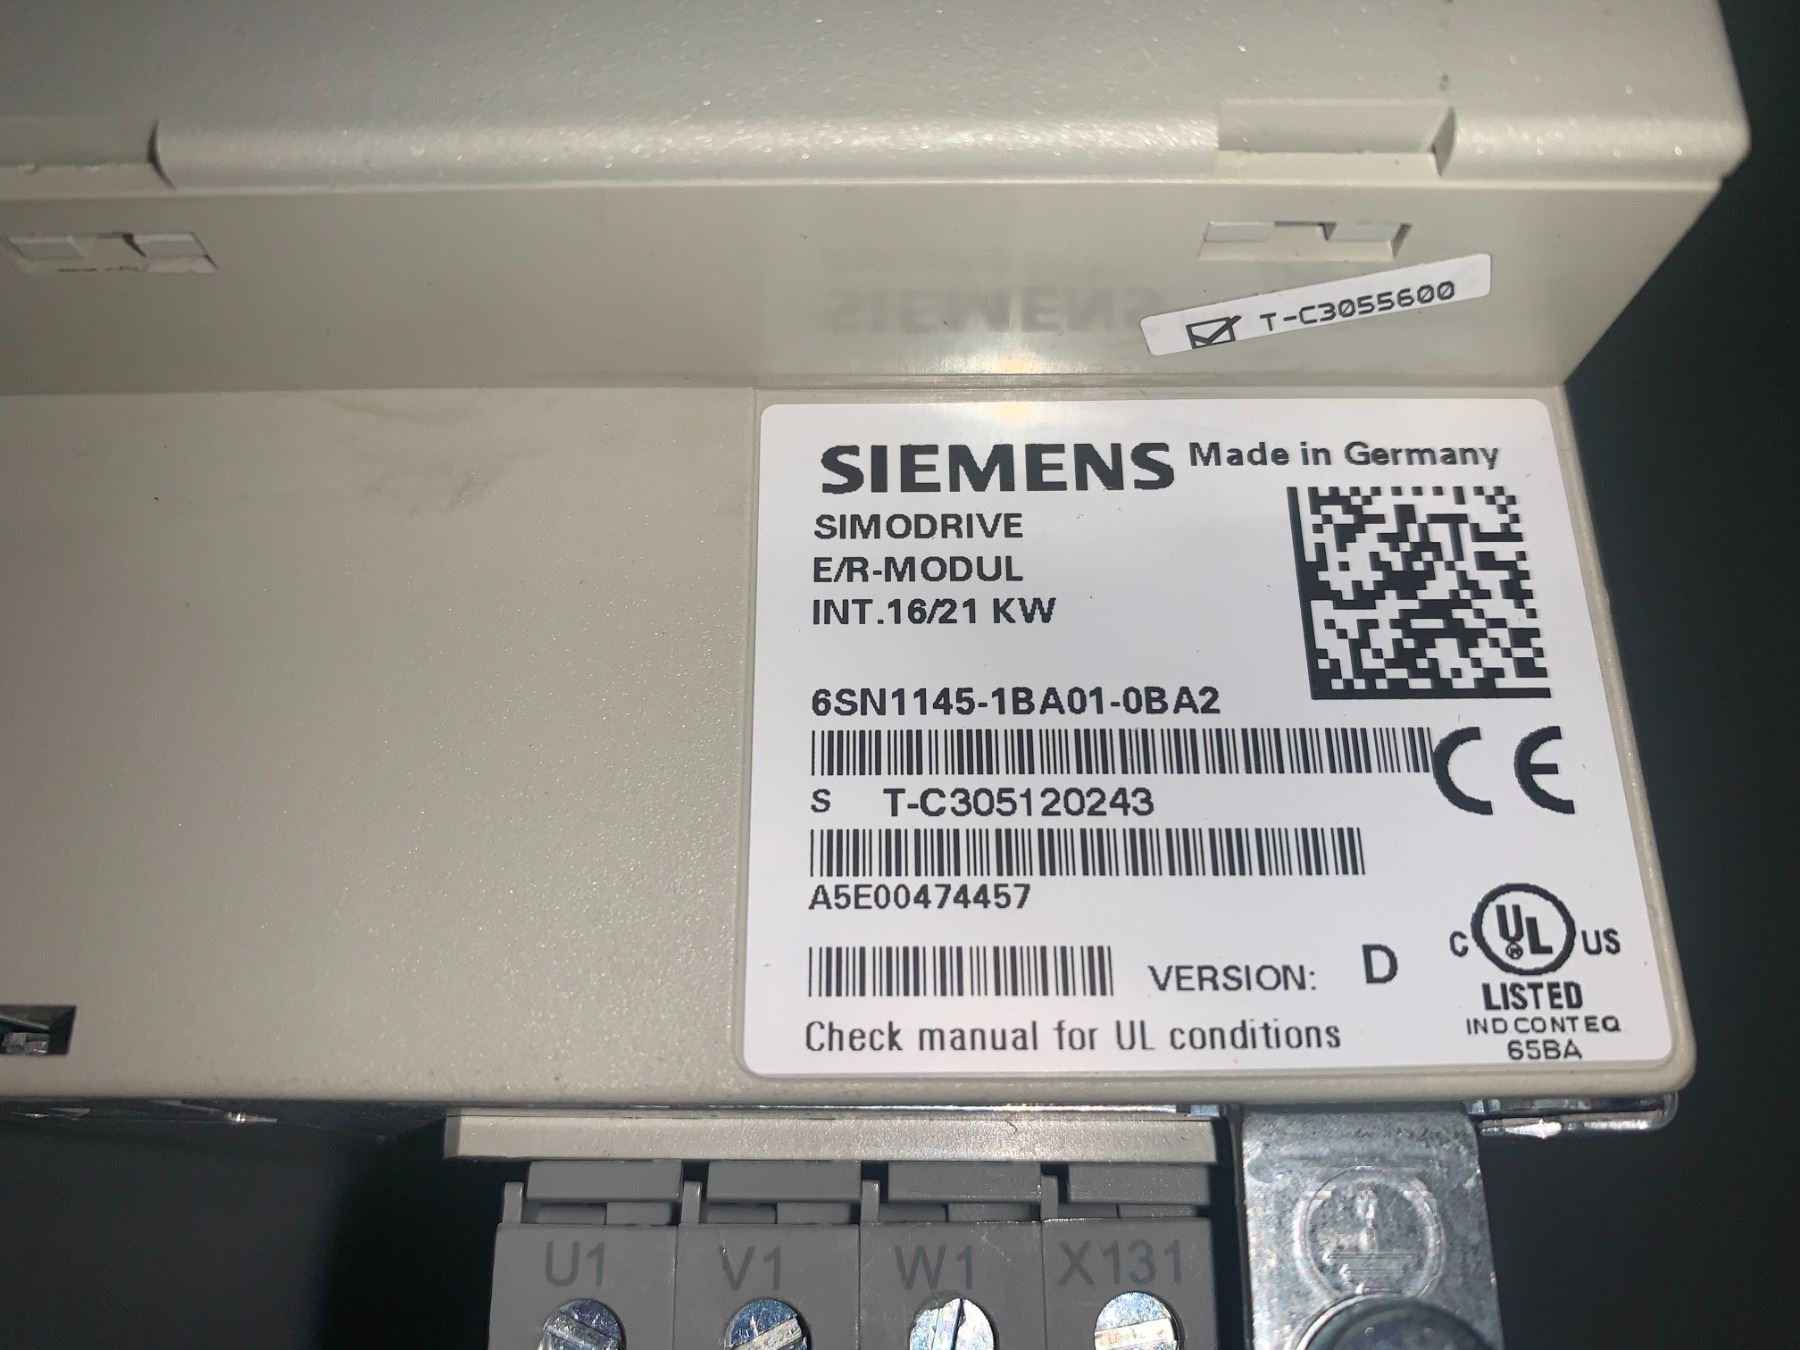 T-C3055600
SIEMENS Made in Germany
SIMODRIVE
E/R-MODUL
INT.16/21 KW
6SN1145-1BA01-0BA2
CE
S T-C305120243
A5E00474457
VERSION: D
C UL US
LISTED
IND CONT EQ
65BA
Check manual for UL conditions
U1 V1 W1 X131